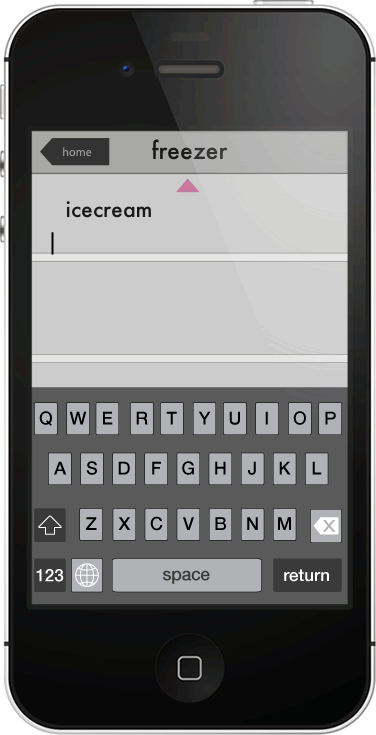 home freezer
icecream
Q W E R T Y U I O P
A S D F G H J K L
Z X C V B N M X
123 space return